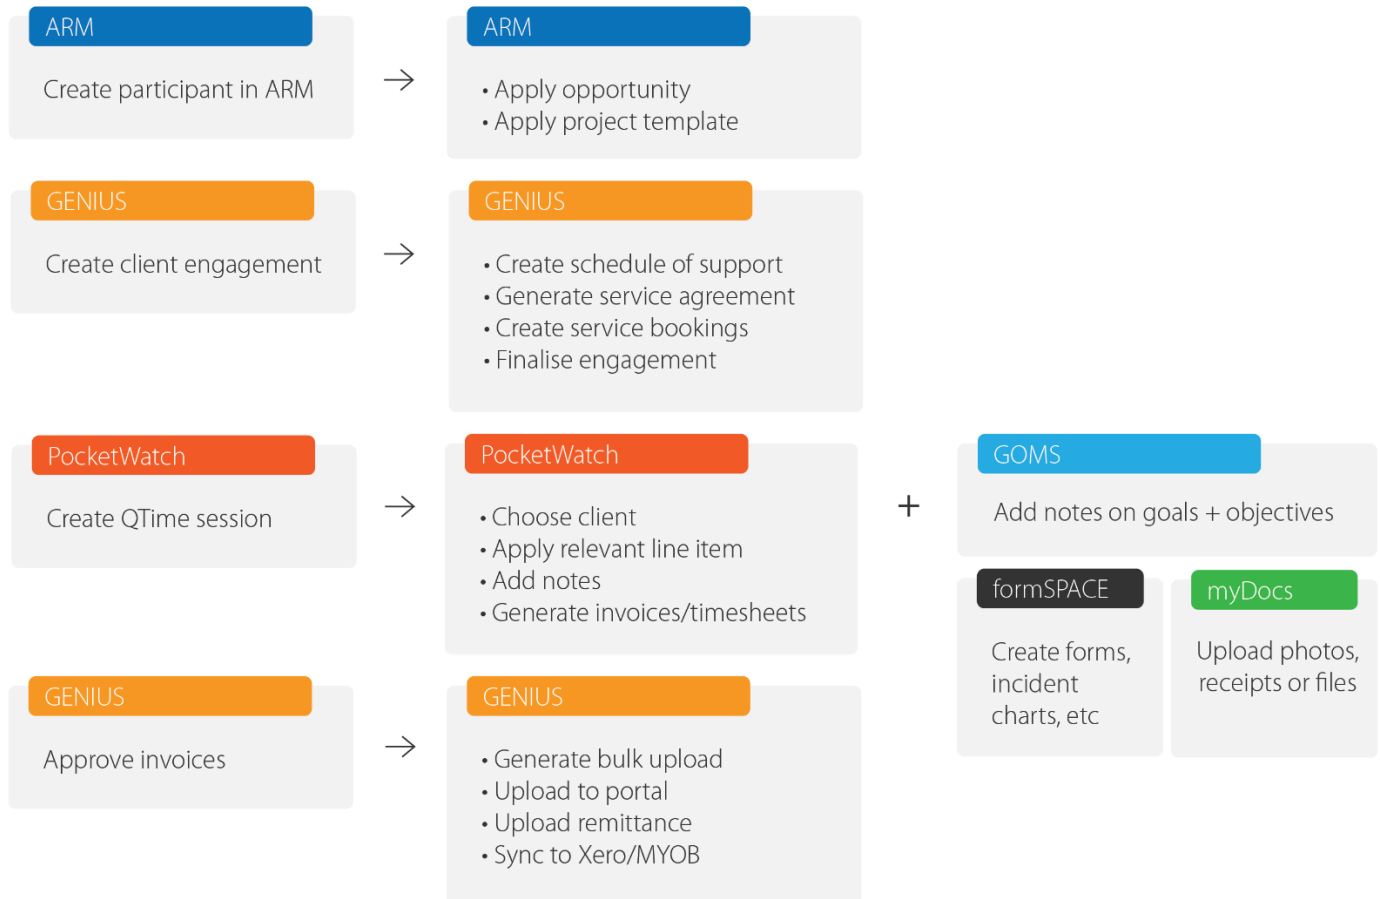 ARM
Create participant in ARM
→
ARM
• Apply opportunity
• Apply project template
GENIUS
Create client engagement
→
GENIUS
• Create schedule of support
• Generate service agreement
• Create service bookings
• Finalise engagement
PocketWatch
Create QTime session
→
PocketWatch
• Choose client
• Apply relevant line item
• Add notes
• Generate invoices/timesheets
+
GOMS
Add notes on goals + objectives
formSPACE
Create forms,
incident
charts, etc
myDocs
Upload photos,
receipts or files
GENIUS
Approve invoices
→
GENIUS
• Generate bulk upload
• Upload to portal
• Upload remittance
• Sync to Xero/MYOB